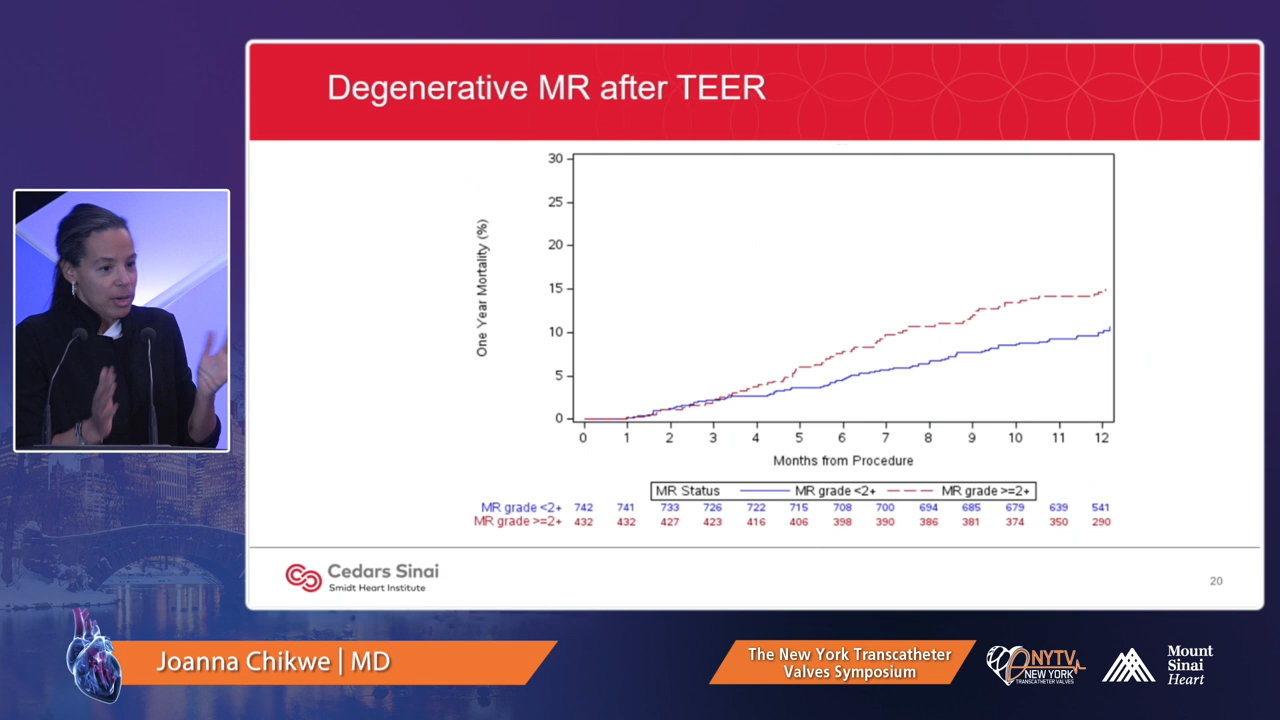 Degenerative MR after TEER
One Year Mortality (%)
30
25
20
15
10
5
0
0 1 2 3 4 5 6 7 8 9 10 11 12
Months from Procedure
MR Status MR grade <2+ MR grade >=2+
MR grade <2+ 742 741 733 726 722 715 708 700 694 685 679 639 541
MR grade >=2+ 432 432 427 423 416 406 398 390 386 381 374 350 290
Cedars Sinai
Smidt Heart Institute
20
Joanna Chikwe | MD
The New York Transcatheter
Valves Symposium
NYTV
NEW YORK
TRANSCATHETER VALVES
Mount
Sinai
Heart